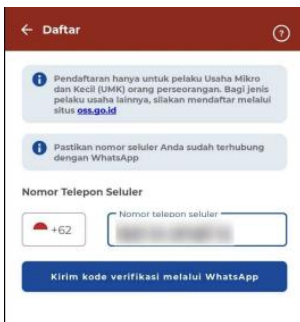 ← Daftar
Pendaftaran hanya untuk pelaku Usaha Mikro
dan Kecil (UMK) orang perseorangan. Bagi jenis
pelaku usaha lainnya, silakan mendaftar melalui
situs oss.go.id
Pastikan nomor seluler Anda sudah terhubung
dengan WhatsApp
Nomor Telepon Seluler
+62
Nomor telepon seluler
Kirim kode verifikasi melalui WhatsApp